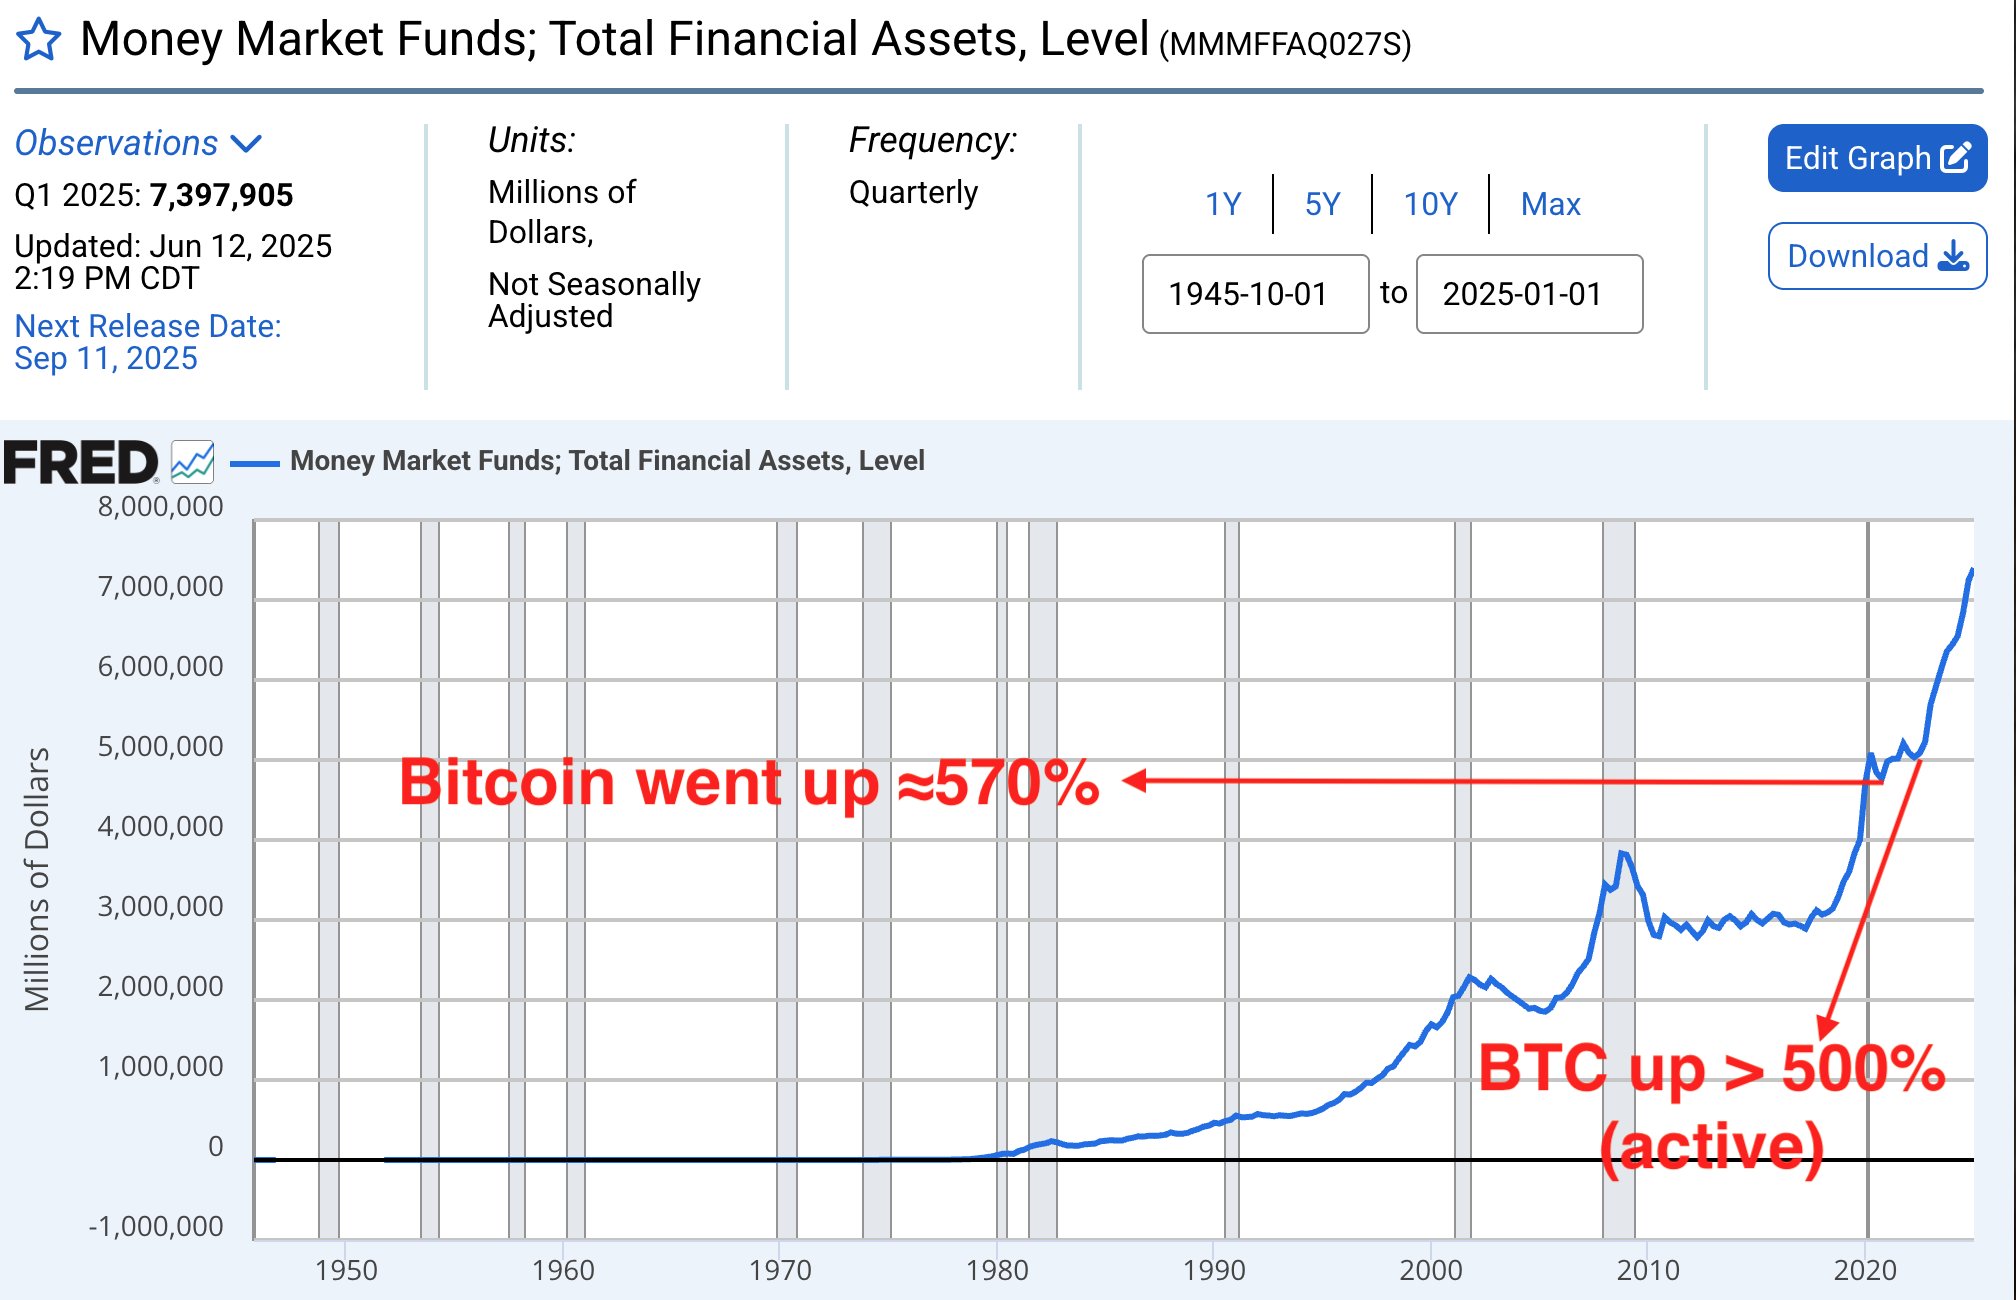 Money Market Funds; Total Financial Assets, Level (MMMFFAQ027S)
Observations
Q1 2025: 7,397,905
Updated: Jun 12, 2025
2:19 PM CDT
Next Release Date:
Sep 11, 2025
Units:
Millions of
Dollars,
Not Seasonally
Adjusted
Frequency:
Quarterly
1Y | 5Y | 10Y | Max
1945-10-01 to 2025-01-01
Edit Graph
Download
FRED® Money Market Funds; Total Financial Assets, Level
8,000,000
7,000,000
6,000,000
5,000,000
4,000,000
3,000,000
2,000,000
1,000,000
0
-1,000,000
Millions of Dollars
Bitcoin went up ≈570%
BTC up > 500%
(active)
1950 1960 1970 1980 1990 2000 2010 2020